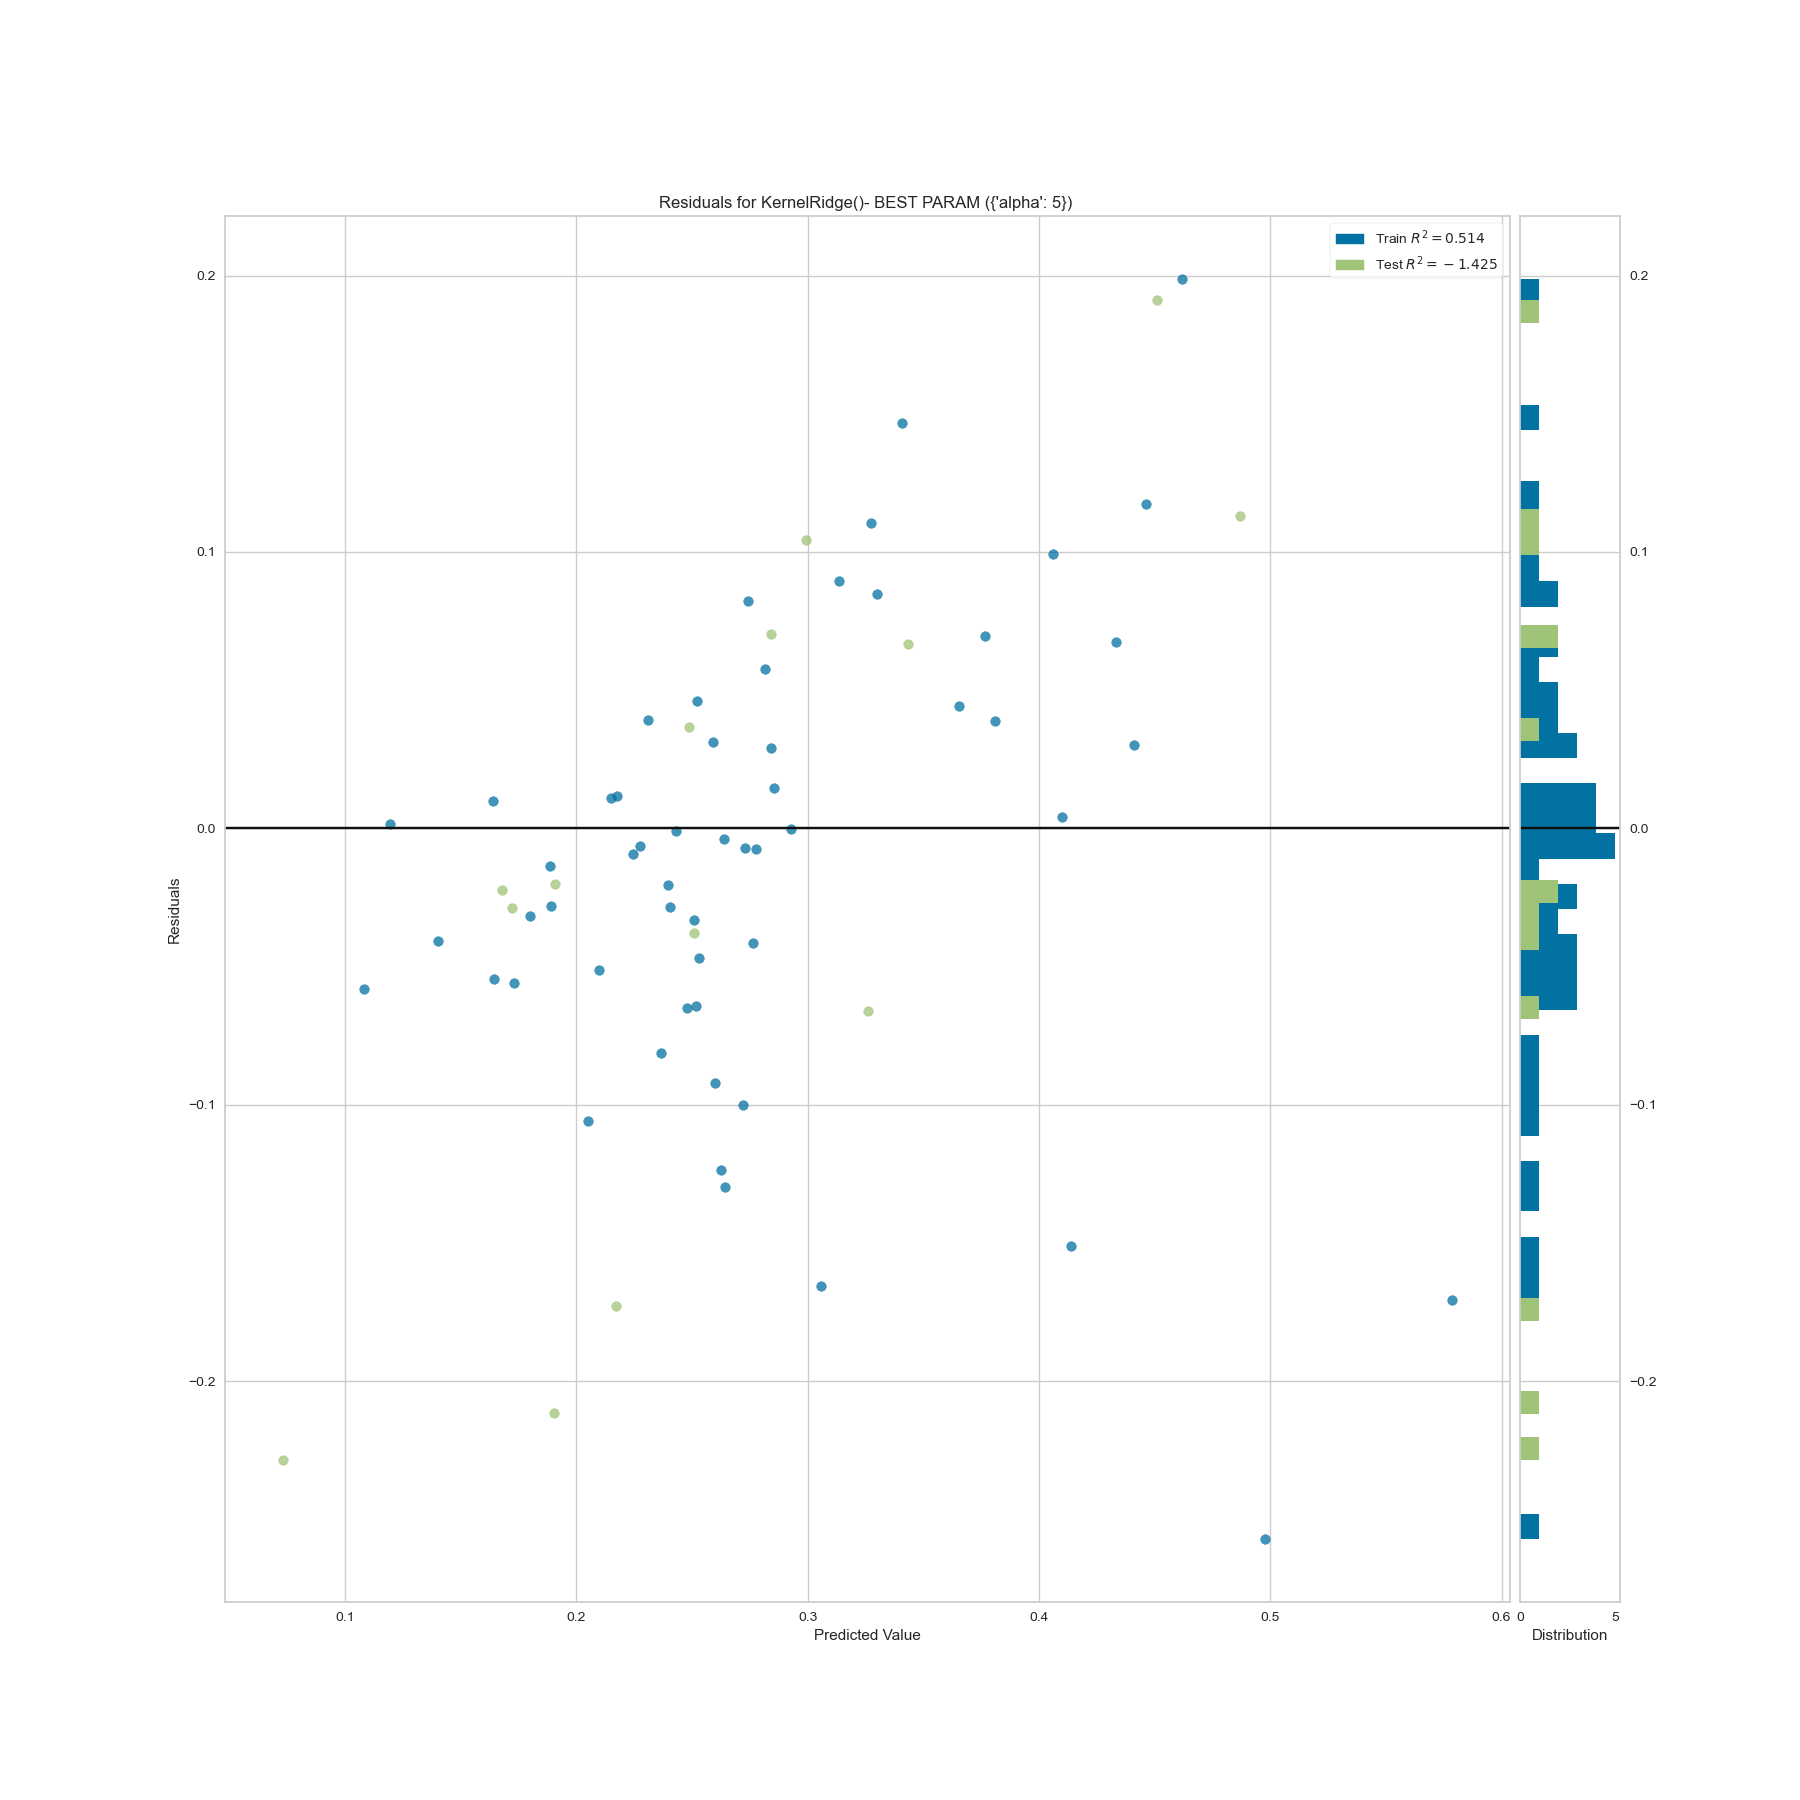 Residuals for KernelRidge()- BEST PARAM ({'alpha': 5})
Train R² = 0.514
Test R² = −1.425
0.2
0.1
0.0
−0.1
−0.2
Residuals
0.2
0.1
0.0
−0.1
−0.2
0.1 0.2 0.3 0.4 0.5 0.6
Predicted Value
0 5
Distribution